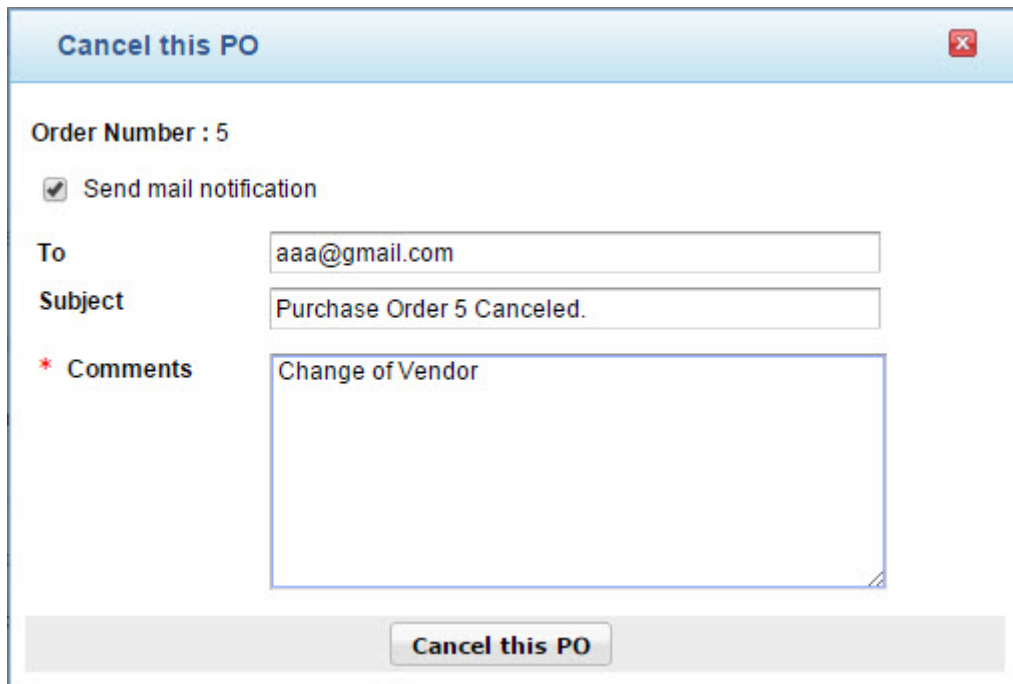 Cancel this PO
Order Number : 5
Send mail notification
To aaa@gmail.com
Subject Purchase Order 5 Canceled.
* Comments Change of Vendor
Cancel this PO